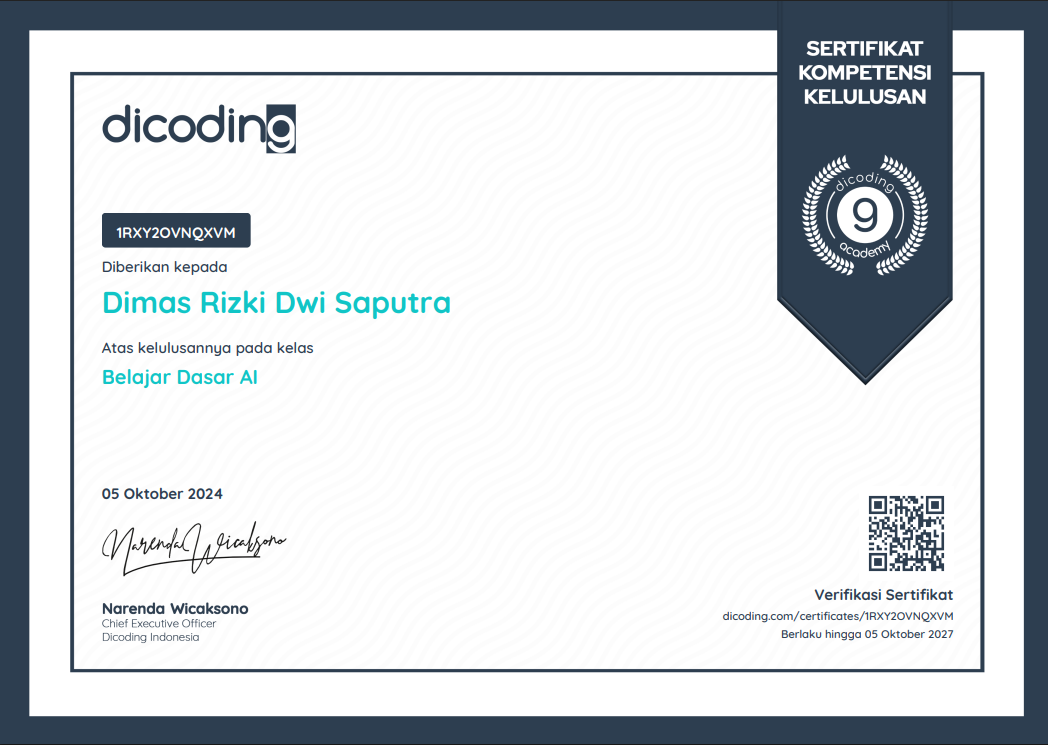 SERTIFIKAT
KOMPETENSI
KELULUSAN
dicoding
dicoding
9
academy
1RXY2OVNQXVM
Diberikan kepada
Dimas Rizki Dwi Saputra
Atas kelulusannya pada kelas
Belajar Dasar AI
05 Oktober 2024
Narenda Wicaksono
Narenda Wicaksono
Chief Executive Officer
Dicoding Indonesia
Verifikasi Sertifikat
dicoding.com/certificates/1RXY2OVNQXVM
Berlaku hingga 05 Oktober 2027